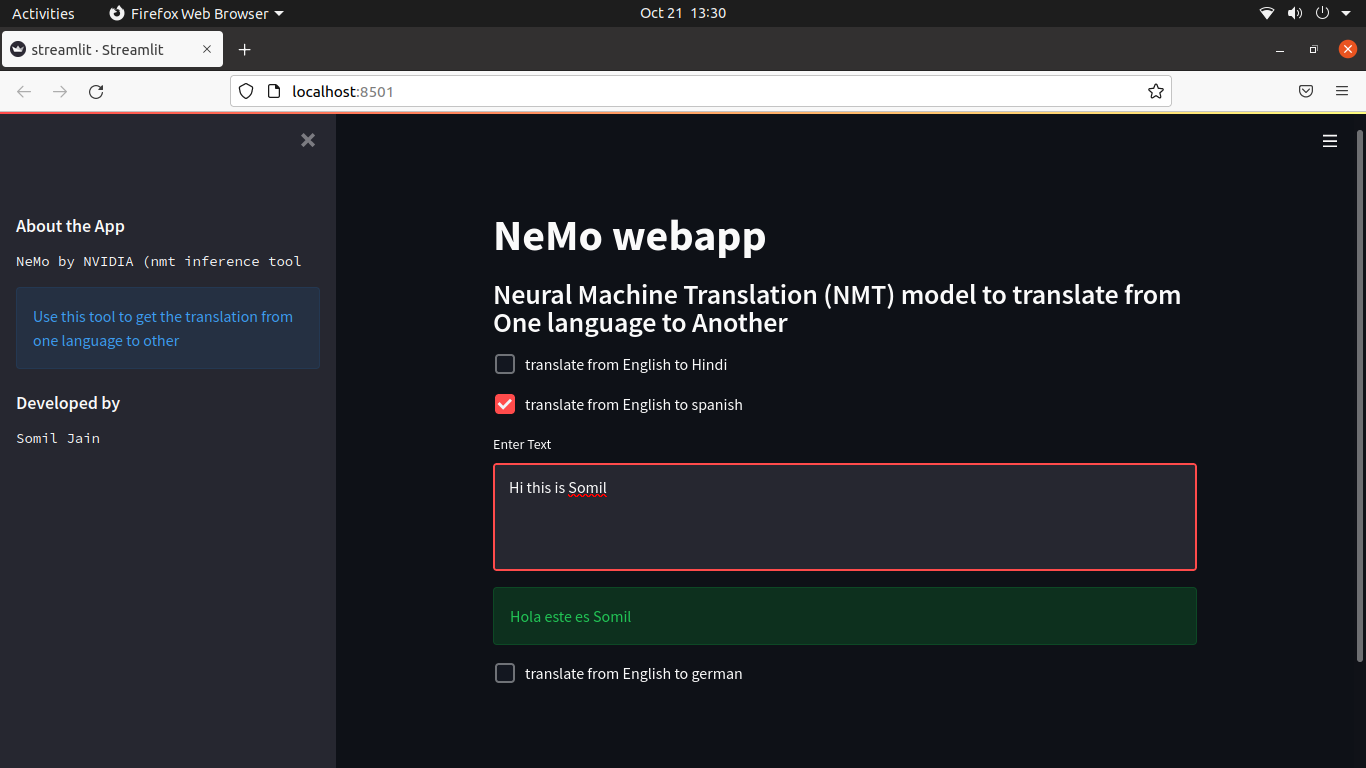 Activities
Firefox Web Browser
Oct 21 13:30
streamlit · Streamlit
localhost:8501
About the App
NeMo by NVIDIA (nmt inference tool
Use this tool to get the translation from
one language to other
Developed by
Somil Jain
NeMo webapp
Neural Machine Translation (NMT) model to translate from
One language to Another
translate from English to Hindi
translate from English to spanish
Enter Text
Hi this is Somil
Hola este es Somil
translate from English to german